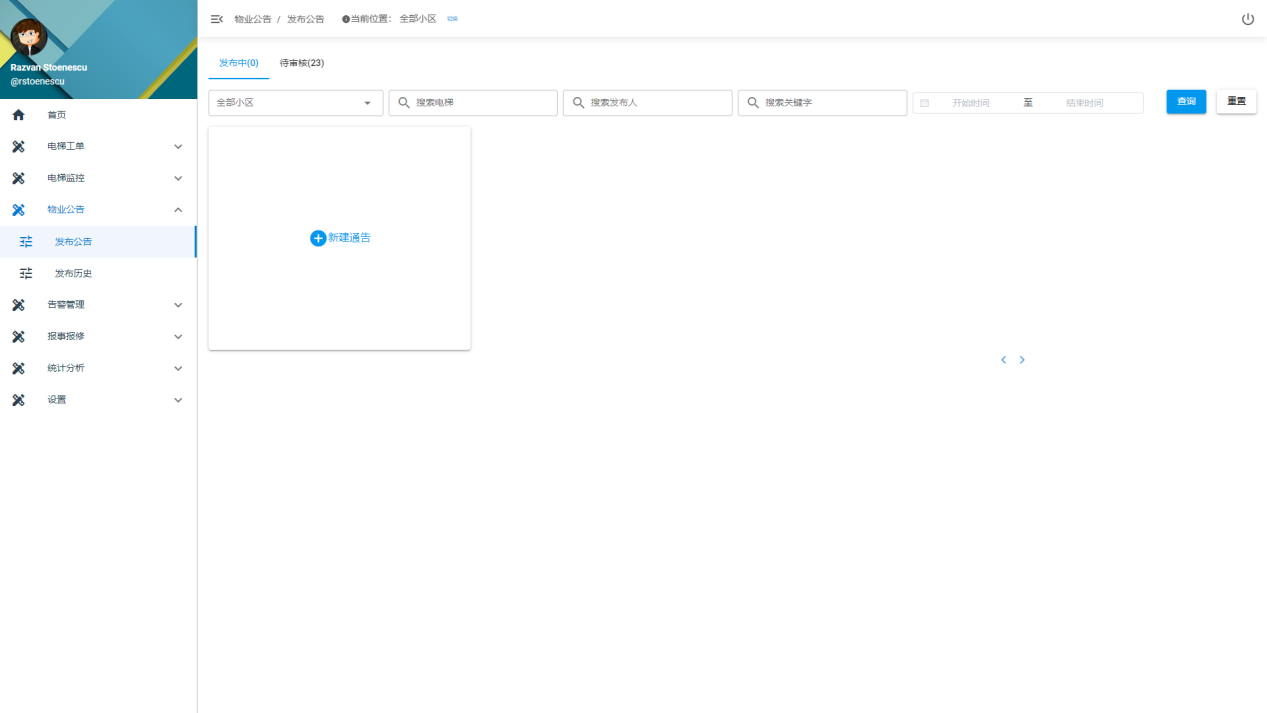 物业公告 / 发布公告 当前位置: 全部小区 切换
Razvan Stoenescu
@rstoenescu
首页
电梯工单
电梯监控
物业公告
发布公告
发布历史
告警管理
报事报修
统计分析
设置
发布中(0) 待审核(23)
全部小区 搜索电梯 搜索发布人 搜索关键字 开始时间 至 结束时间 查询 重置
新建通告